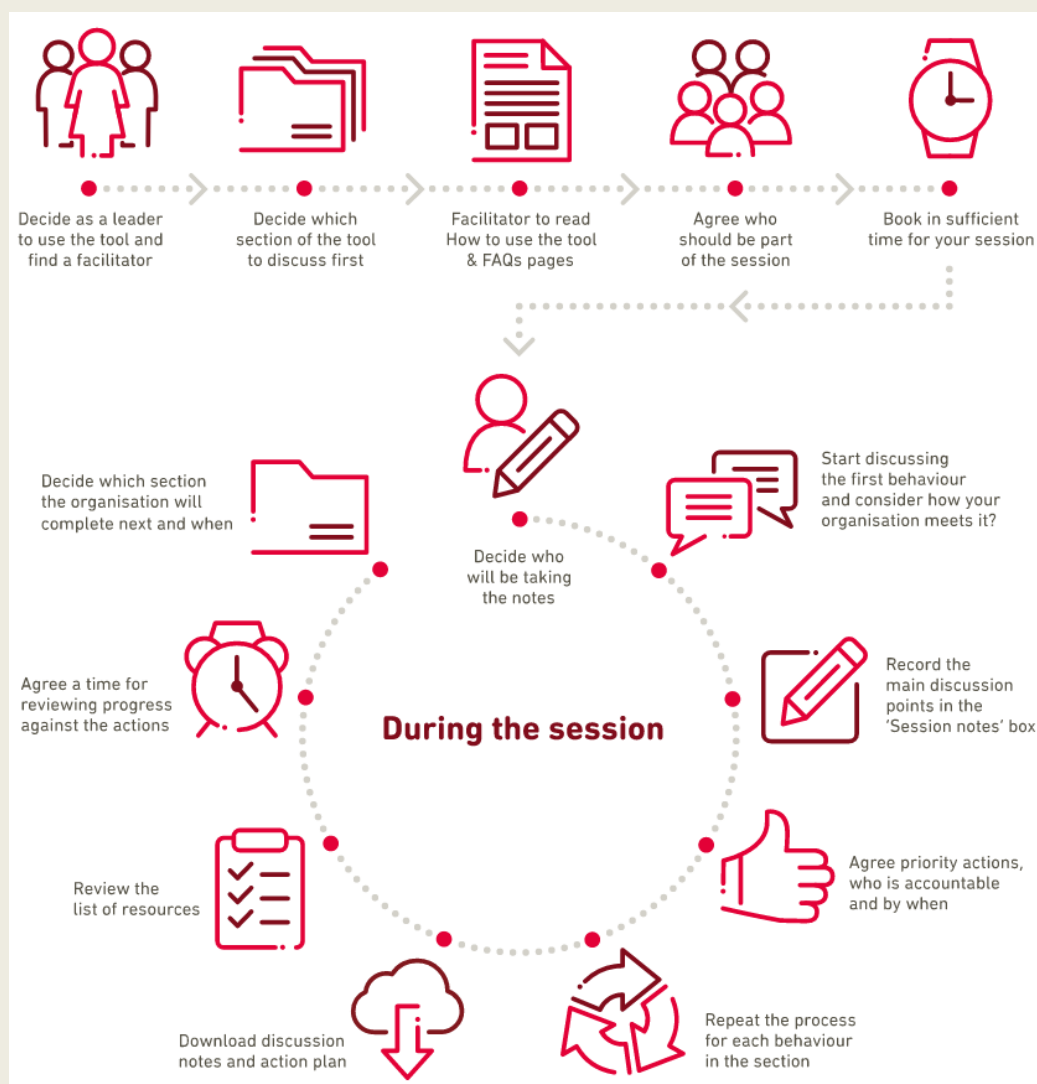 Decide as a leader
to use the tool and
find a facilitator
Decide which
section of the tool
to discuss first
Facilitator to read
How to use the tool
& FAQs pages
Agree who
should be part
of the session
Book in sufficient
time for your session
Decide who
will be taking
the notes
Start discussing
the first behaviour
and consider how your
organisation meets it?
Record the
main discussion
points in the
'Session notes' box
Agree priority actions,
who is accountable
and by when
Repeat the process
for each behaviour
in the section
Download discussion
notes and action plan
Review the
list of resources
Agree a time for
reviewing progress
against the actions
Decide which section
the organisation will
complete next and when
During the session